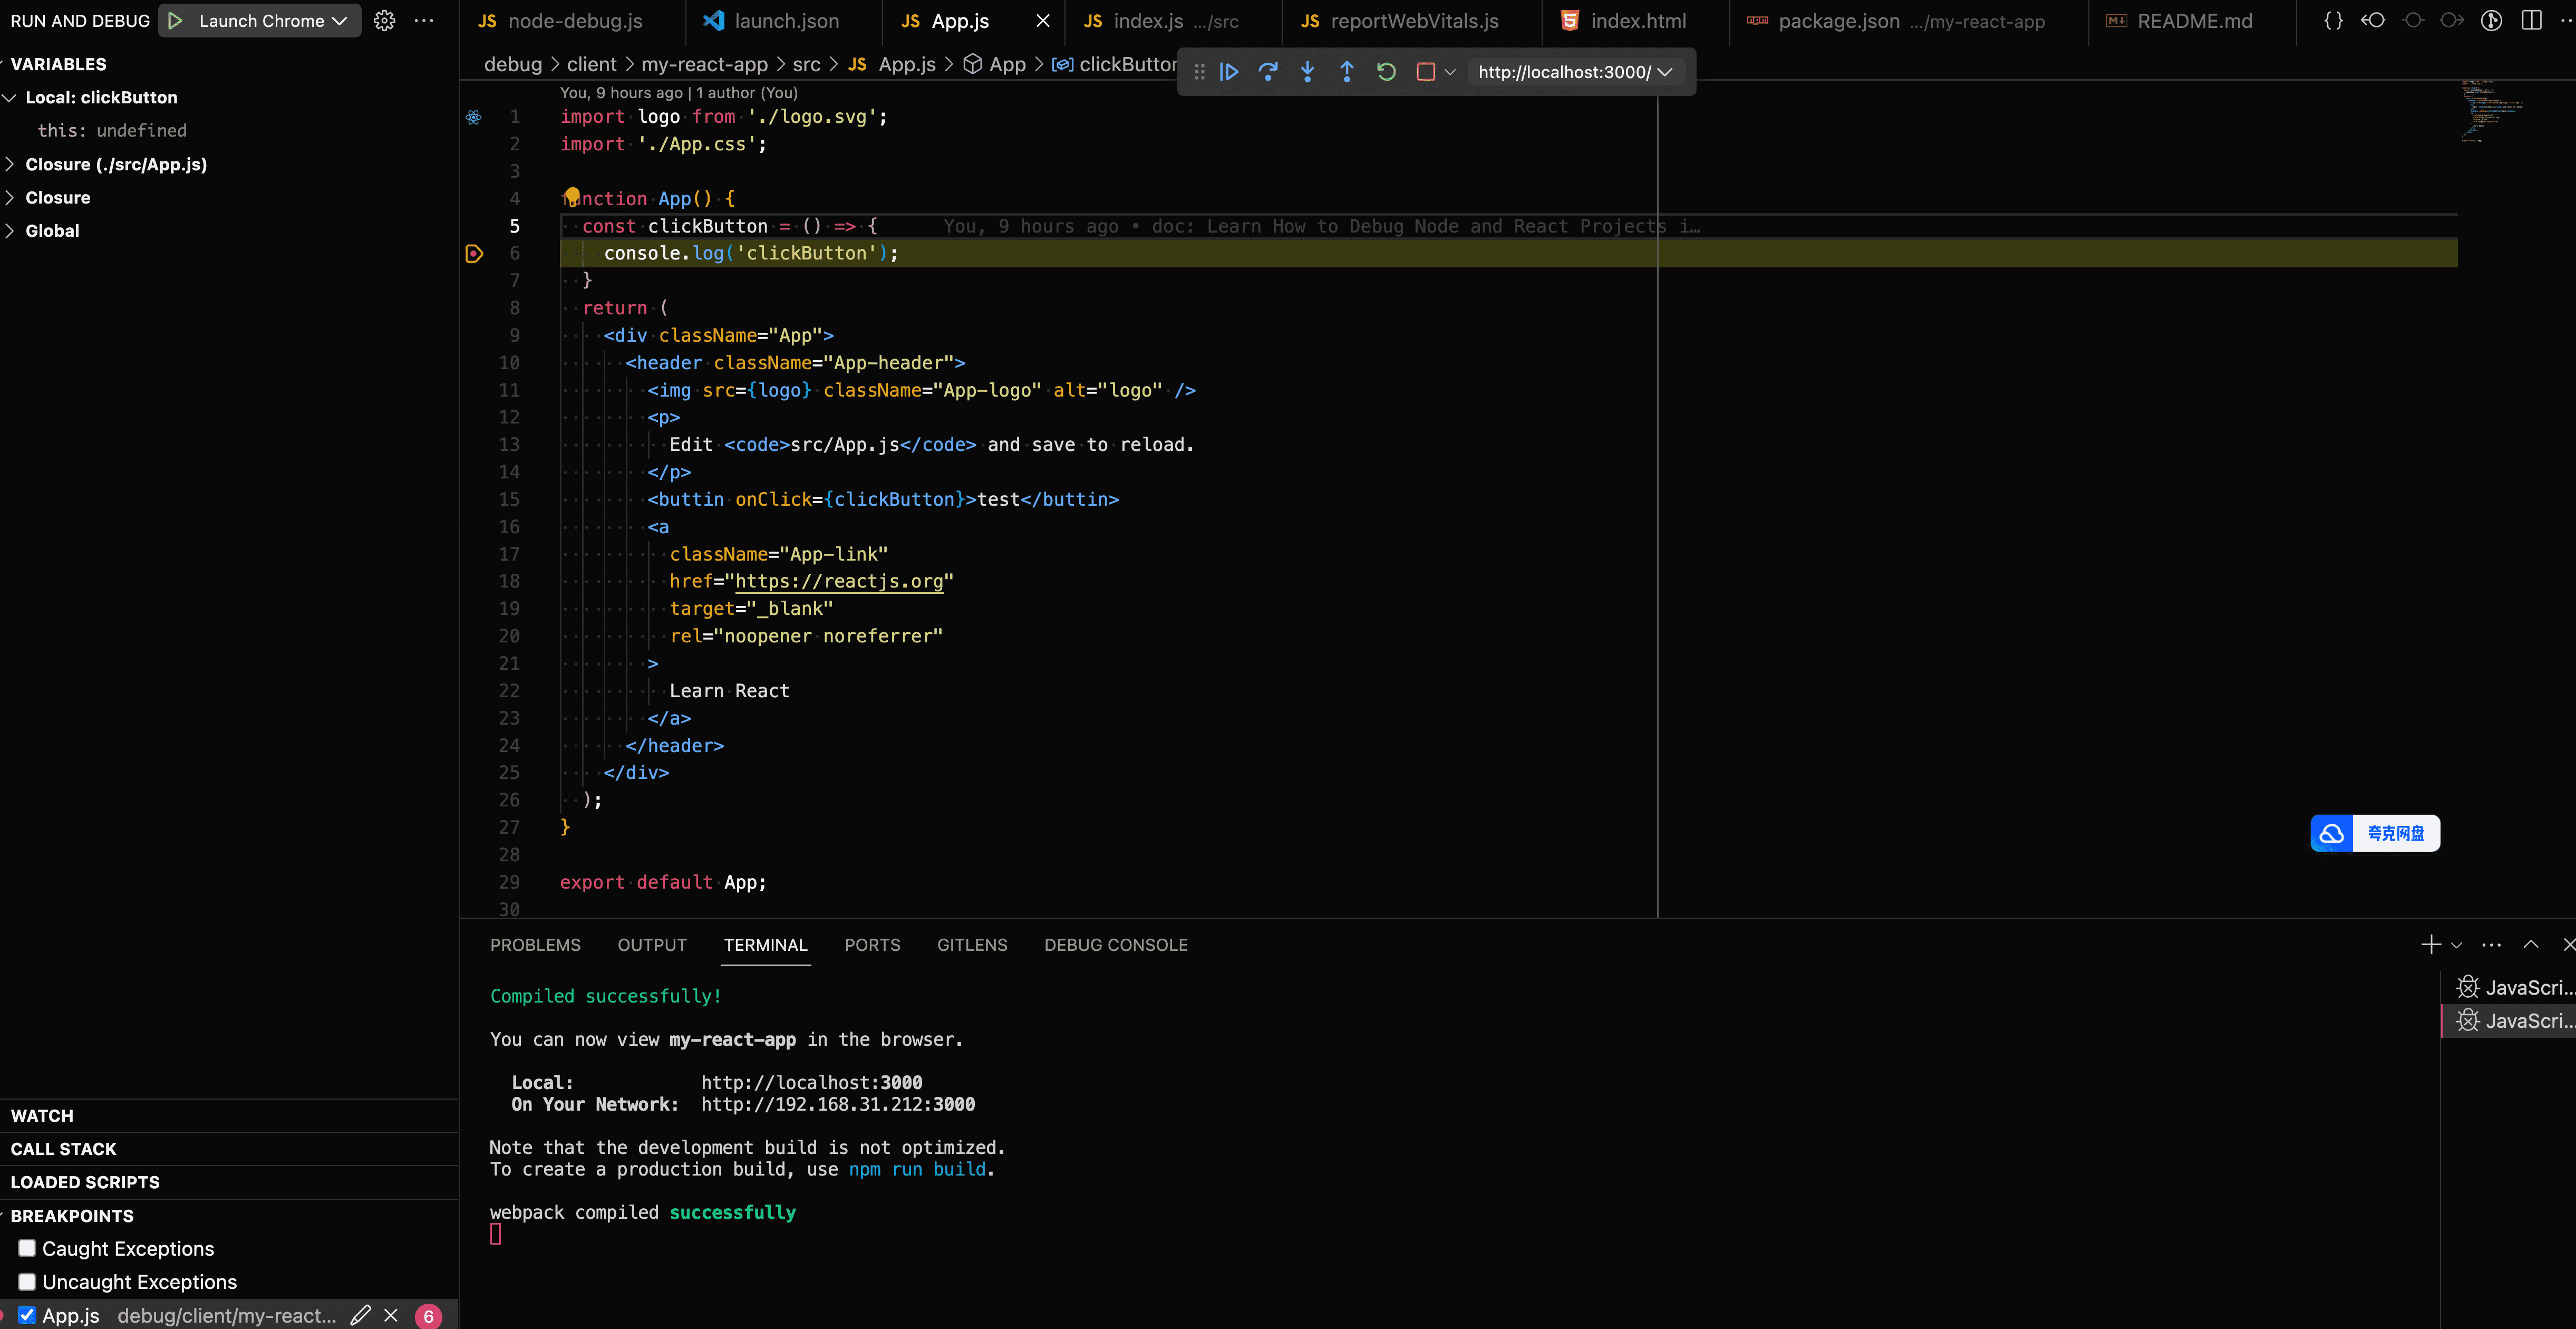 RUN AND DEBUG Launch Chrome
VARIABLES
Local: clickButton
this: undefined
Closure (./src/App.js)
Closure
Global
WATCH
CALL STACK
LOADED SCRIPTS
BREAKPOINTS
Caught Exceptions
Uncaught Exceptions
App.js debug/client/my-react... 6
JS node-debug.js launch.json JS App.js JS index.js .../src JS reportWebVitals.js index.html package.json .../my-react-app README.md
debug > client > my-react-app > src > JS App.js > App > clickButton
http://localhost:3000/
You, 9 hours ago | 1 author (You)
1 import logo from './logo.svg';
2 import './App.css';
3
4 nction App() {
5 const clickButton = () => { You, 9 hours ago • doc: Learn How to Debug Node and React Projects i…
6 console.log('clickButton');
7 }
8 return (
9 <div className="App">
10 <header className="App-header">
11 <img src={logo} className="App-logo" alt="logo" />
12 <p>
13 Edit <code>src/App.js</code> and save to reload.
14 </p>
15 <buttin onClick={clickButton}>test</buttin>
16 <a
17 className="App-link"
18 href="https://reactjs.org"
19 target="_blank"
20 rel="noopener noreferrer"
21 >
22 Learn React
23 </a>
24 </header>
25 </div>
26 );
27 }
28
29 export default App;
30
夸克网盘
PROBLEMS OUTPUT TERMINAL PORTS GITLENS DEBUG CONSOLE
Compiled successfully!
You can now view my-react-app in the browser.
Local: http://localhost:3000
On Your Network: http://192.168.31.212:3000
Note that the development build is not optimized.
To create a production build, use npm run build.
webpack compiled successfully
JavaScri...
JavaScri...